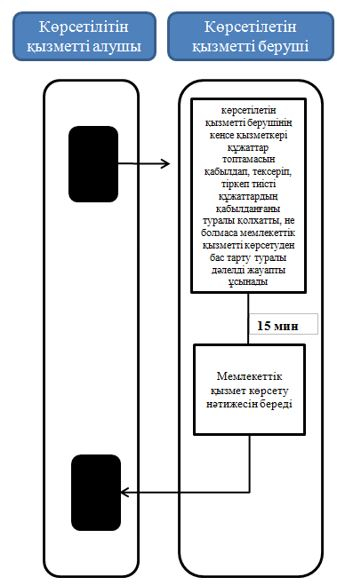 Көрсетілітін
қызметті алушы
Көрсетілетін
қызметті беруші
көрсетілетін
қызметті берушінің
кеңсе қызметкері
құжаттар
топтамасын
қабылдап, тексеріп,
тіркеп тиісті
құжаттардың
қабылданғаны
туралы қолхатты, не
болмаса мемлекеттік
қызметті көрсетуден
бас тарту туралы
дәлелді жауапты
ұсынады
15 мин
Мемлекеттік
қызмет көрсету
нәтижесін береді